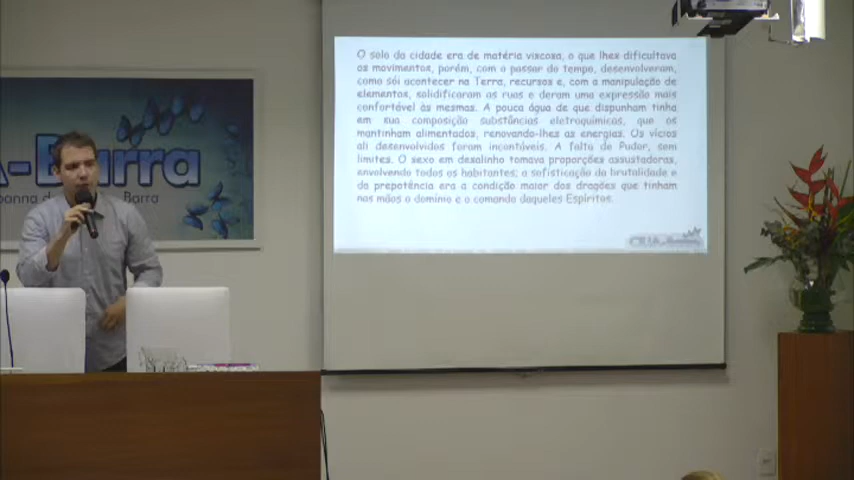 O solo da cidade era de matéria viscosa, o que lhes dificultava
os movimentos, porém, com o passar do tempo, desenvolveram,
como sói acontecer na Terra, recursos e, com a manipulação de
elementos, solidificaram as ruas e deram uma expressão mais
confortável às mesmas. A pouca água de que dispunham tinha
em sua composição substâncias eletroquímicas, que os
mantinham alimentados, renovando-lhes as energias. Os vícios
ali desenvolvidos foram incontáveis. A falta de Pudor, sem
limites. O sexo em desalinho tomava proporções assustadoras,
envolvendo todos os habitantes; a sofisticação da brutalidade e
da prepotência era a condição maior dos dragões que tinham
nas mãos o domínio e o comando daqueles Espíritos.
CEJA-Barra
A-Barra
oanna de Barra